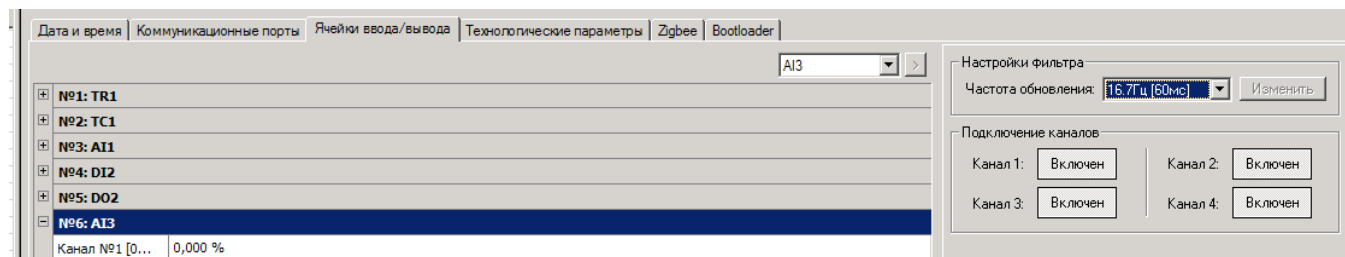 Дата и время Коммуникационные порты Ячейки ввода/вывода Технологические параметры Zigbee Bootloader
AI3 >
№1: TR1
№2: TC1
№3: AI1
№4: DI2
№5: DO2
№6: AI3
Канал №1 [0... 0,000 %
Настройки фильтра
Частота обновления: 16.7Гц [60мс] Изменить
Подключение каналов
Канал 1: Включен Канал 2: Включен
Канал 3: Включен Канал 4: Включен